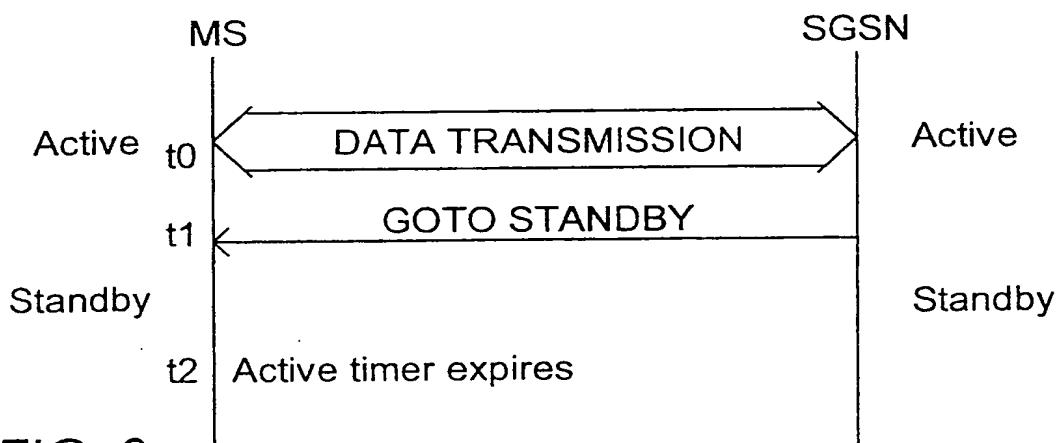 MS SGSN
Active t0 DATA TRANSMISSION Active
t1 GOTO STANDBY
Standby Standby
t2 Active timer expires